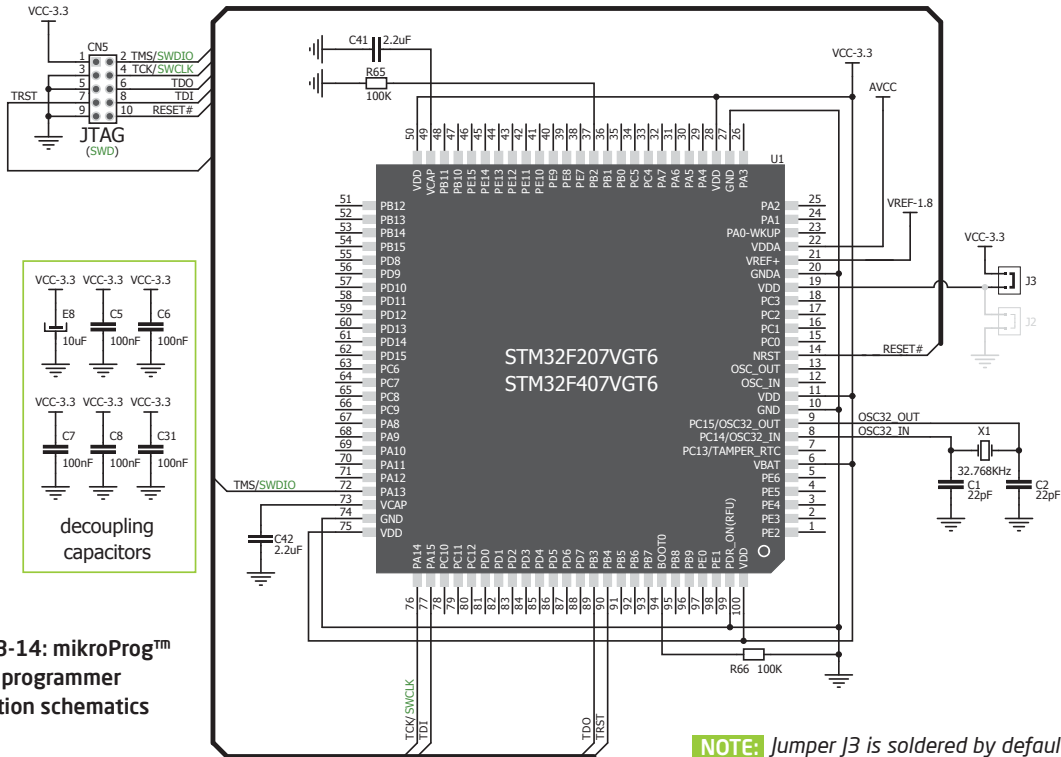 VCC-3.3
CN5
1 2 TMS/SWDIO
3 4 TCK/SWCLK
5 6 TDO
TRST 7 8 TDI
9 10 RESET#
JTAG
(SWD)
C41 2.2uF
R65
100K
VCC-3.3
AVCC
50 49 48 47 46 45 44 43 42 41 40 39 38 37 36 35 34 33 32 31 30 29 28 27 26
VDD VCAP PB11 PB10 PE15 PE14 PE13 PE12 PE11 PE10 PE9 PE8 PE7 PB2 PB1 PB0 PC5 PC4 PA7 PA6 PA5 PA4 VDD GND PA3
U1
51 PB12
52 PB13
53 PB14
54 PB15
55 PD8
56 PD9
57 PD10
58 PD11
59 PD12
60 PD13
61 PD14
62 PD15
63 PC6
64 PC7
65 PC8
66 PC9
67 PA8
68 PA9
69 PA10
70 PA11
71 PA12
TMS/SWDIO 72 PA13
73 VCAP
74 GND
75 VDD
C42
2.2uF
STM32F207VGT6
STM32F407VGT6
PA2 25
PA1 24
PA0-WKUP 23
VDDA 22
VREF+ 21
GNDA 20
VDD 19
PC3 18
PC2 17
PC1 16
PC0 15
NRST 14 RESET#
OSC_OUT 13
OSC_IN 12
VDD 11
GND 10
PC15/OSC32_OUT 9 OSC32_OUT
PC14/OSC32_IN 8 OSC32_IN
PC13/TAMPER_RTC 7
VBAT 6
PE6 5
PE5 4
PE4 3
PE3 2
PE2 1
VREF-1.8
VCC-3.3
J3
J2
X1
32.768KHz
C1
22pF
C2
22pF
PA14 PA15 PC10 PC11 PC12 PD0 PD1 PD2 PD3 PD4 PD5 PD6 PD7 PB3 PB4 PB5 PB6 PB7 BOOT0 PB8 PB9 PE0 PE1 PDR_ON(RFU) VDD
76 77 78 79 80 81 82 83 84 85 86 87 88 89 90 91 92 93 94 95 96 97 98 99 100
R66 100K
TCK/SWCLK
TDI
TDO
TRST
VCC-3.3 VCC-3.3 VCC-3.3
E8 C5 C6
10uF 100nF 100nF
VCC-3.3 VCC-3.3 VCC-3.3
C7 C8 C31
100nF 100nF 100nF
decoupling
capacitors
3-14: mikroProg™
programmer
tion schematics
NOTE: Jumper J3 is soldered by defaul